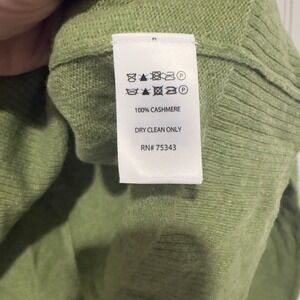 100% CASHMERE
DRY CLEAN ONLY
RN# 75343